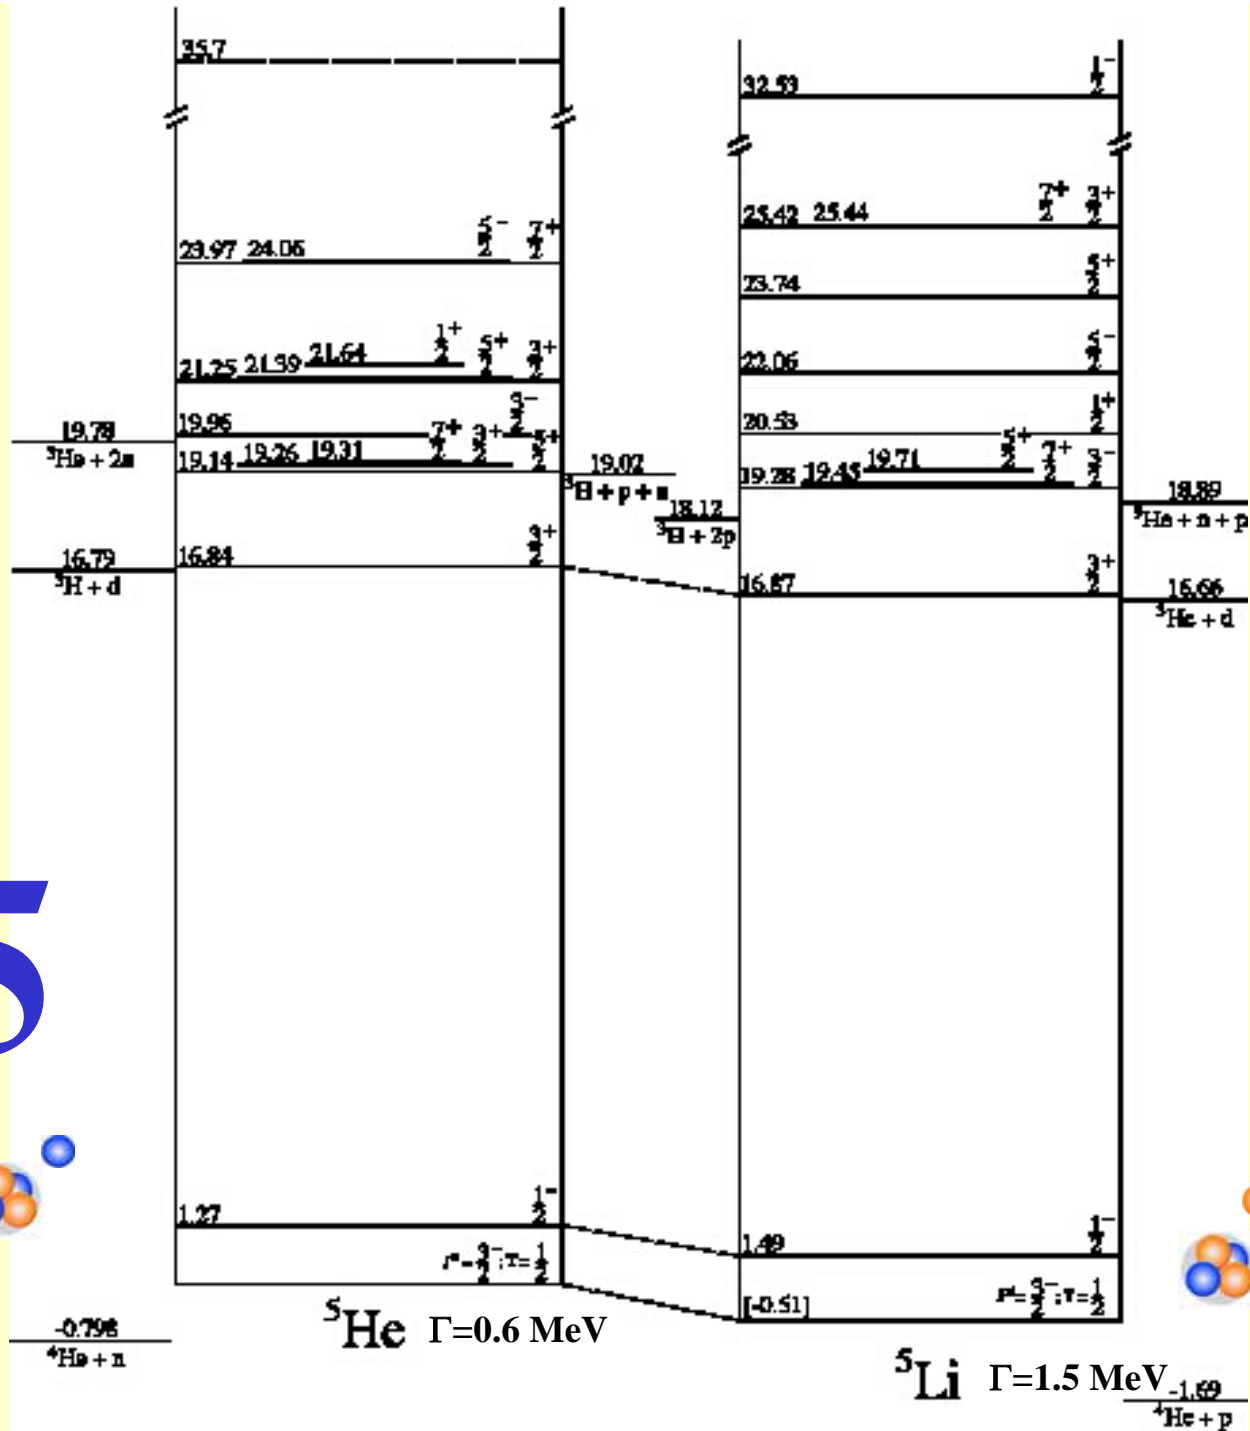 35.7
32.53 1/2⁻
25.42 25.44 7/2⁺ 3/2⁺
23.97 24.06 5/2⁻ 7/2⁺
23.74 5/2⁺
21.25 21.39 21.64 1/2⁺ 5/2⁺ 3/2⁺
22.06 5/2⁻
19.96 3/2⁻
20.53 1/2⁺
19.78
³He + 2n
19.14 19.26 19.31 7/2⁺ 3/2⁺ 5/2⁺
19.02
³H + p + n
19.28 19.45 19.71 5/2⁺ 7/2⁺ 3/2⁻
18.89
³He + n + p
18.12
³H + 2p
16.79
³H + d
16.84 3/2⁺
16.87 3/2⁺
16.66
³He + d
5
1.27 1/2⁻
1.49 1/2⁻
Jπ = 3/2⁻; T = 1/2
[-0.51] Jπ = 3/2⁻; T = 1/2
-0.798
⁴He + n
⁵He Γ=0.6 MeV
⁵Li Γ=1.5 MeV
-1.69
⁴He + p